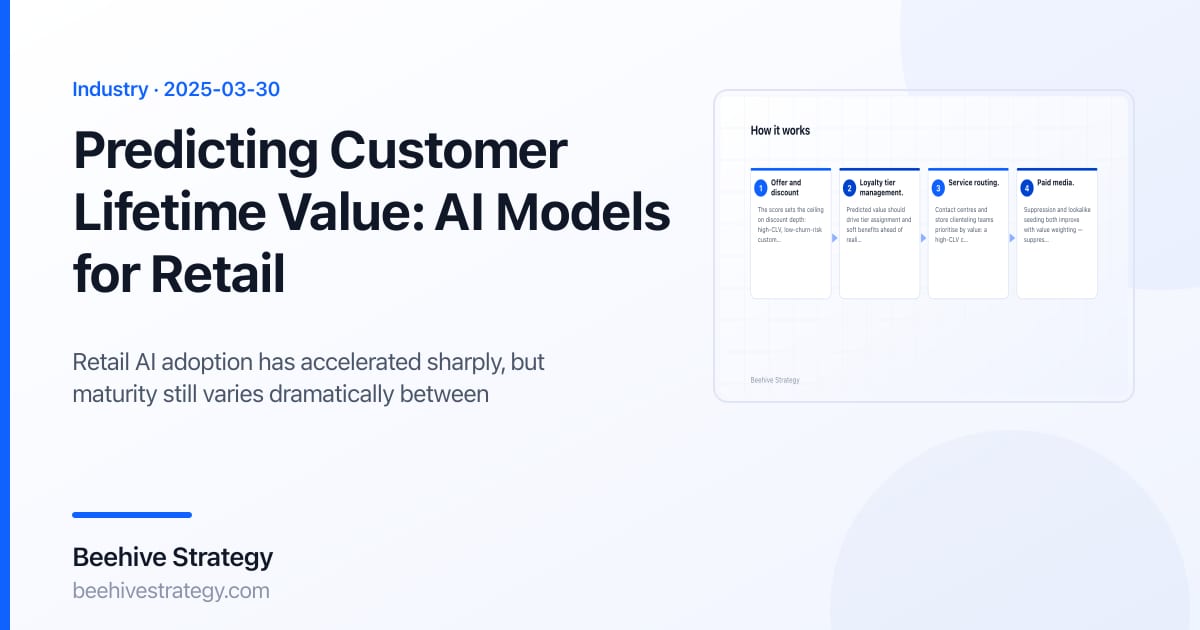 Industry · 2025-03-30
Predicting Customer
Lifetime Value: AI Models
for Retail
Retail AI adoption has accelerated sharply, but
maturity still varies dramatically between
Beehive Strategy
beehivestrategy.com
How it works
1
Offer and
discount
The score sets the ceiling
on discount depth:
high-CLV, low-churn-risk
custom...
2
Loyalty tier
management.
Predicted value should
drive tier assignment and
soft benefits ahead of
reali...
3
Service routing.
Contact centres and
store clienteling teams
prioritise by value: a
high-CLV c...
4
Paid media.
Suppression and lookalike
seeding both improve
with value weighting —
suppres...
Beehive Strategy